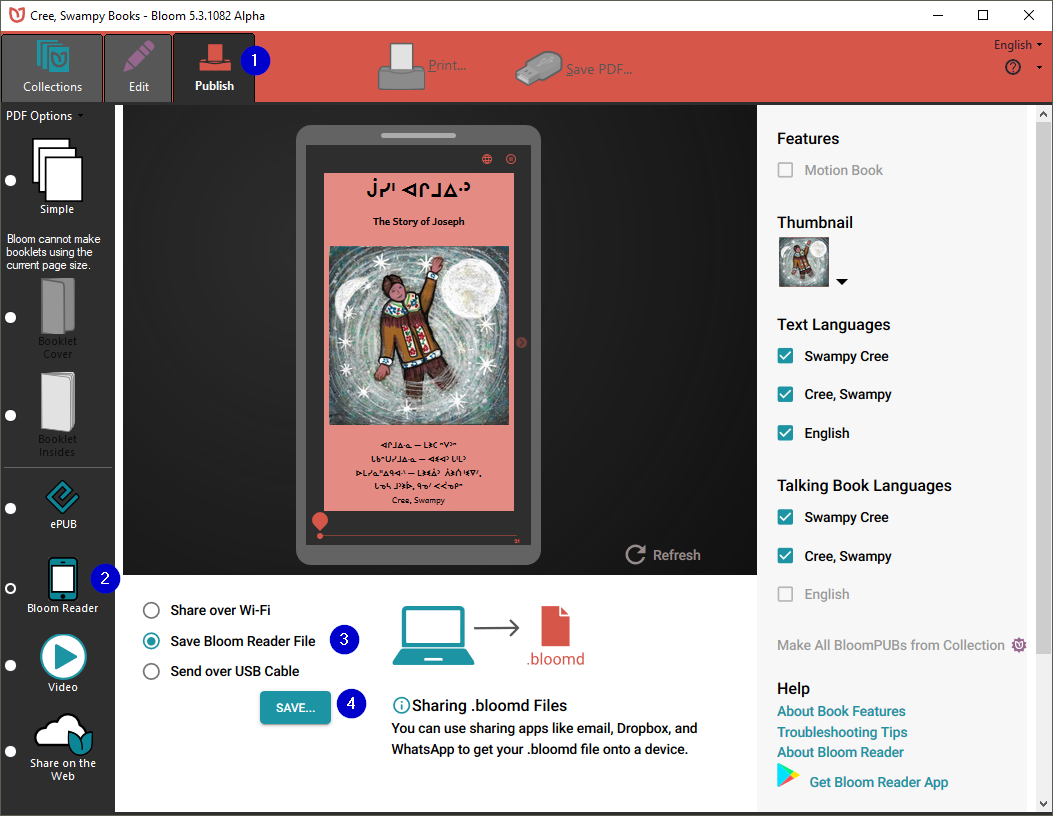 Cree, Swampy Books - Bloom 5.3.1082 Alpha
Collections
Edit
Publish
1
Print...
Save PDF...
English
PDF Options
Simple
Bloom cannot make
booklets using the
current page size.
Booklet
Cover
Booklet
Insides
ePUB
Bloom Reader
2
Video
Share on the
Web
The Story of Joseph
Cree, Swampy
Refresh
Share over Wi-Fi
Save Bloom Reader File
3
Send over USB Cable
SAVE...
4
.bloomd
Sharing .bloomd Files
You can use sharing apps like email, Dropbox, and
WhatsApp to get your .bloomd file onto a device.
Features
Motion Book
Thumbnail
Text Languages
Swampy Cree
Cree, Swampy
English
Talking Book Languages
Swampy Cree
Cree, Swampy
English
Make All BloomPUBs from Collection
Help
About Book Features
Troubleshooting Tips
About Bloom Reader
Get Bloom Reader App